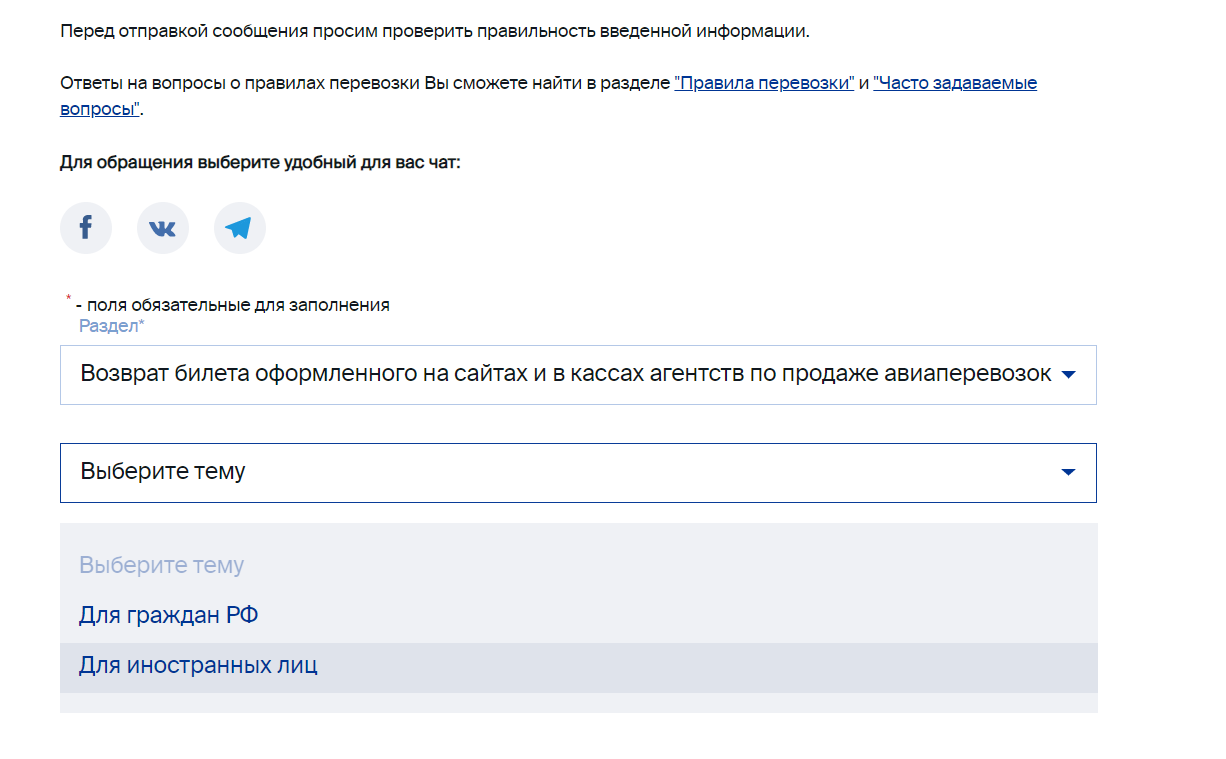 Перед отправкой сообщения просим проверить правильность введенной информации.
Ответы на вопросы о правилах перевозки Вы сможете найти в разделе "Правила перевозки" и "Часто задаваемые
вопросы".
Для обращения выберите удобный для вас чат:
* - поля обязательные для заполнения
Раздел*
Возврат билета оформленного на сайтах и в кассах агентств по продаже авиаперевозок
Выберите тему
Выберите тему
Для граждан РФ
Для иностранных лиц